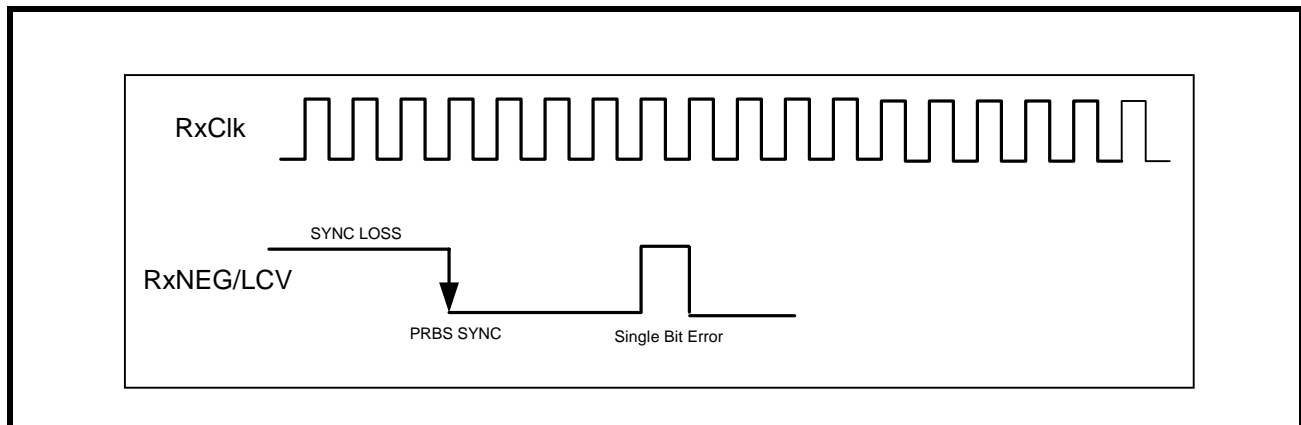 RxClk
SYNC LOSS
RxNEG/LCV
PRBS SYNC
Single Bit Error